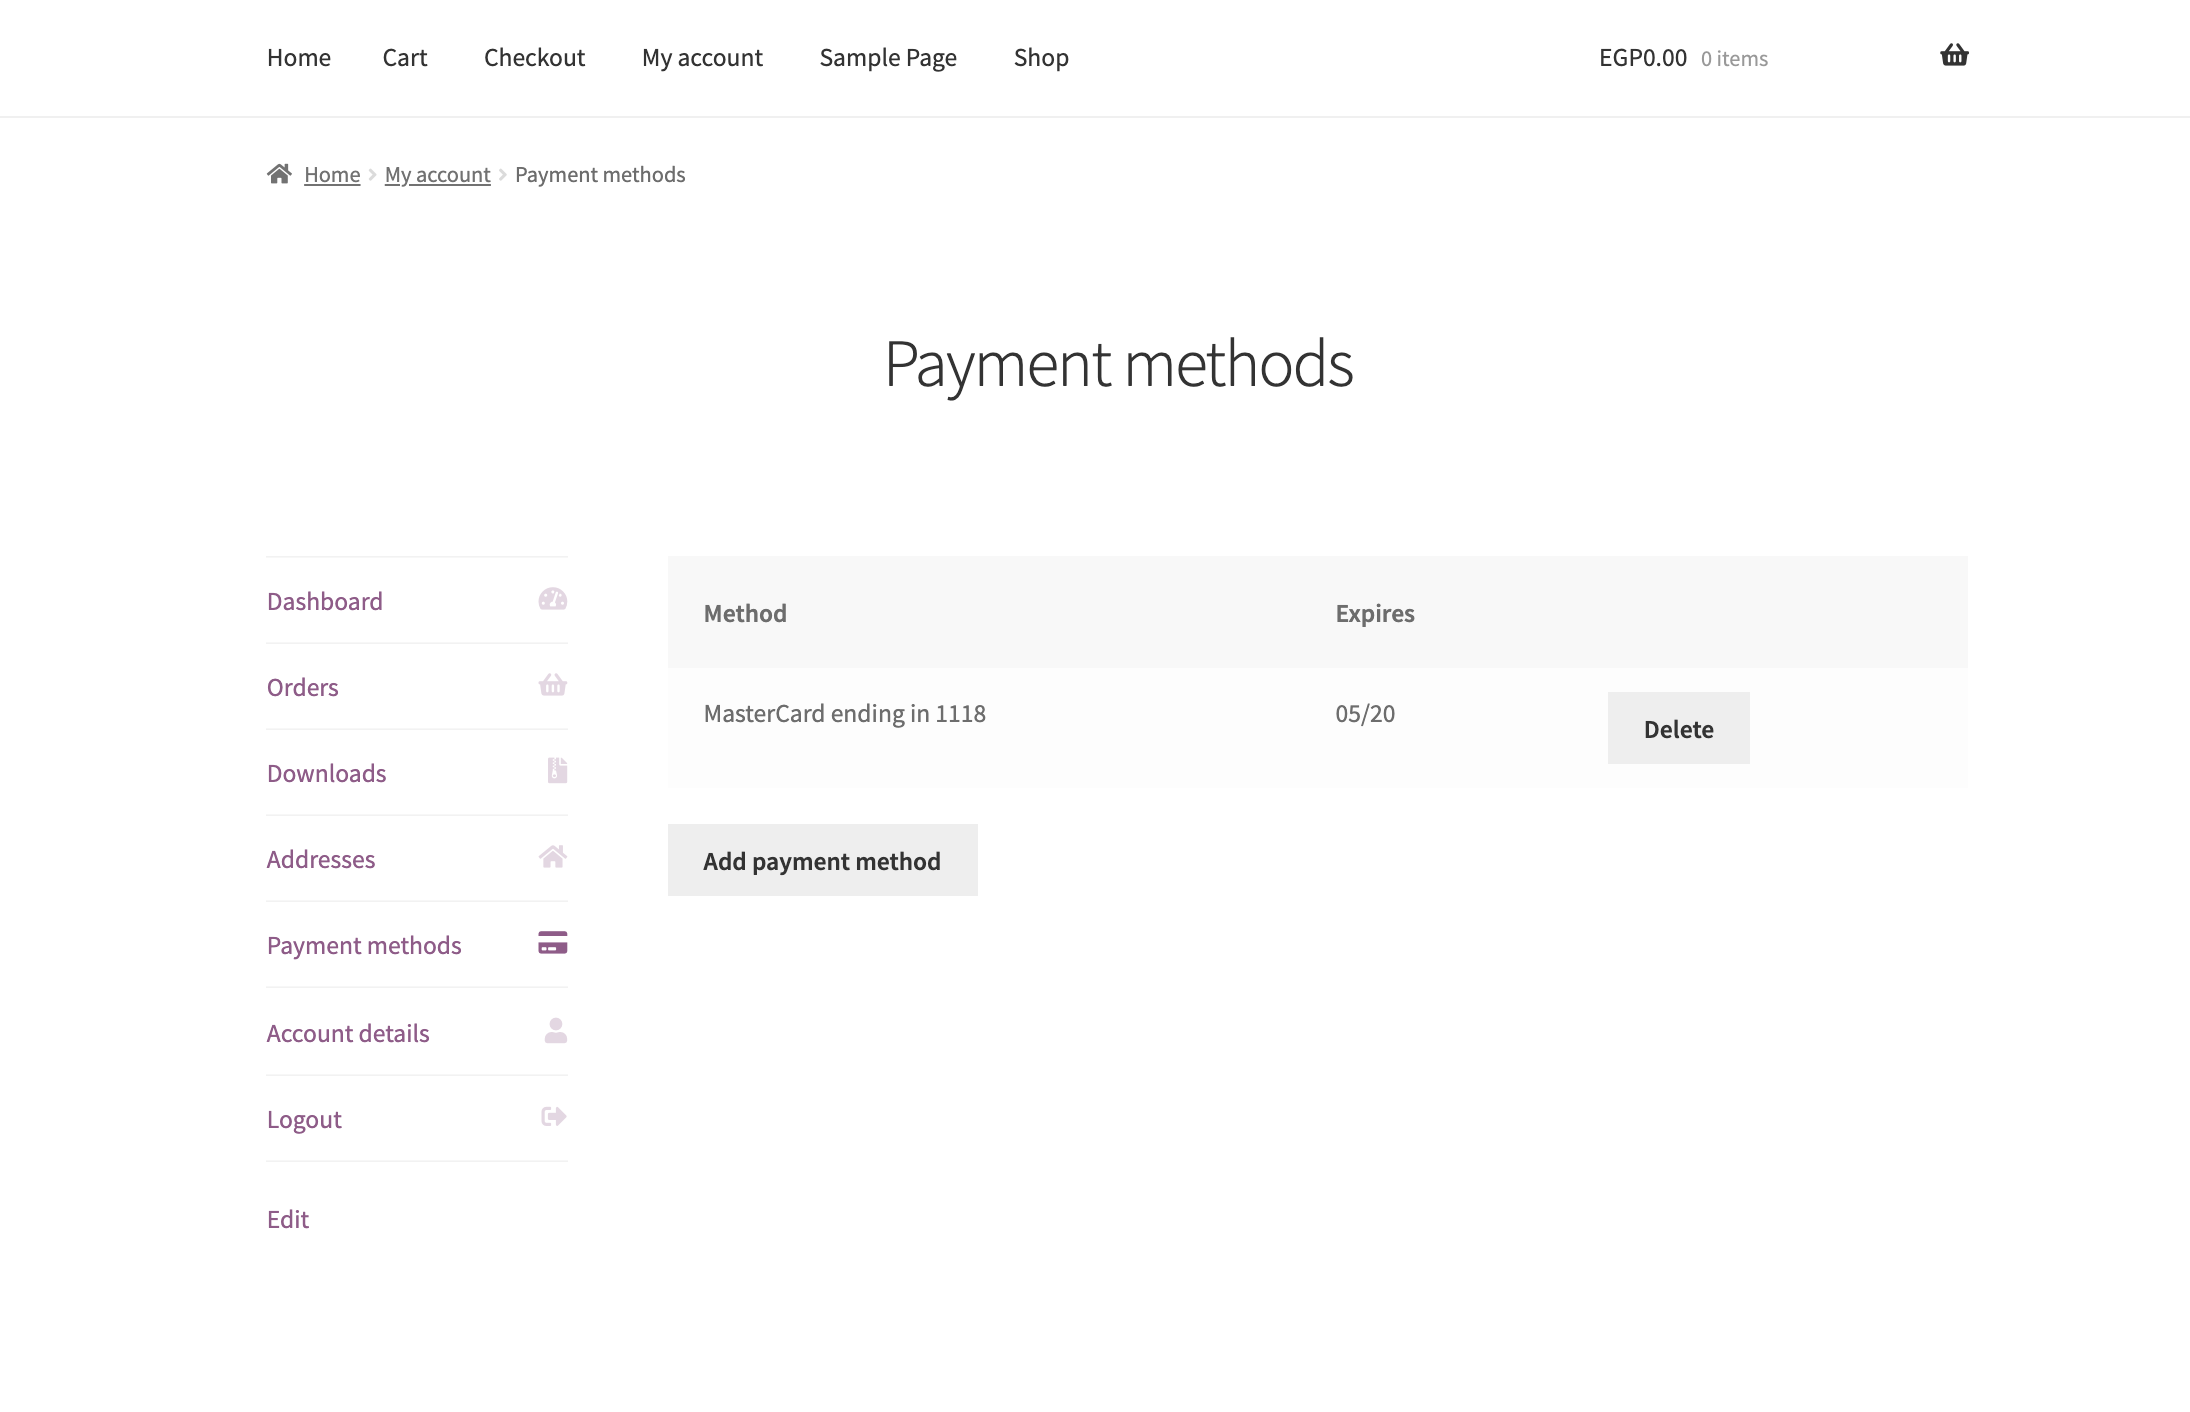 Home Cart Checkout My account Sample Page Shop EGP0.00 0 items
Home My account Payment methods
Payment methods
Dashboard
Orders
Downloads
Addresses
Payment methods
Account details
Logout
Edit
Method Expires
MasterCard ending in 1118 05/20 Delete
Add payment method